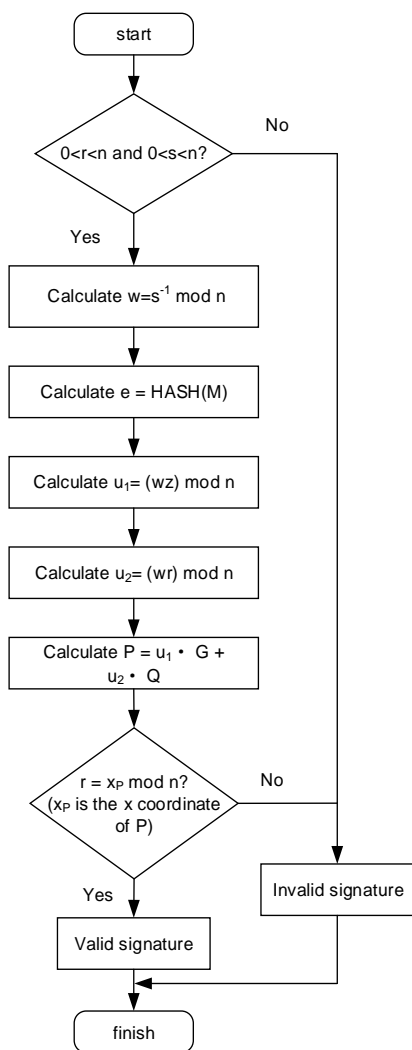 start
No
0<r<n and 0<s<n?
Yes
Calculate w=s⁻¹ mod n
Calculate e = HASH(M)
Calculate u₁= (wz) mod n
Calculate u₂= (wr) mod n
Calculate P = u₁ • G +
u₂ • Q
r = xₚ mod n?
(xₚ is the x coordinate
of P)
No
Yes
Invalid signature
Valid signature
finish